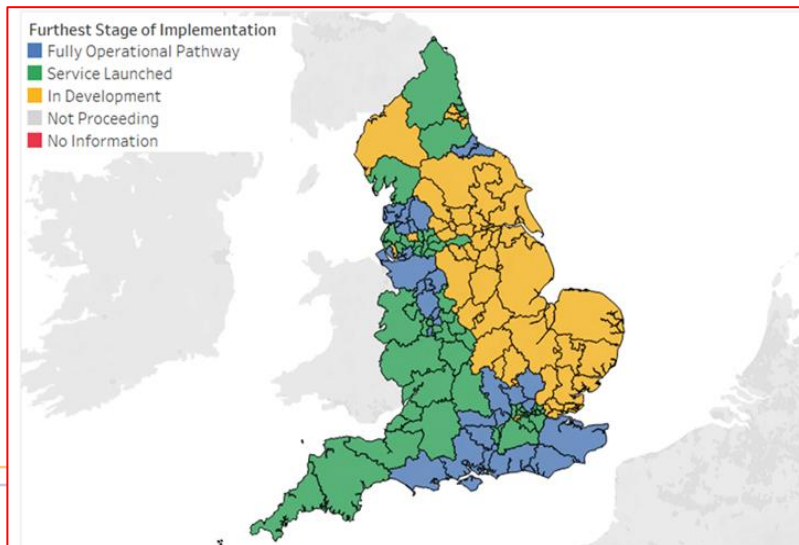 Furthest Stage of Implementation
Fully Operational Pathway
Service Launched
In Development
Not Proceeding
No Information